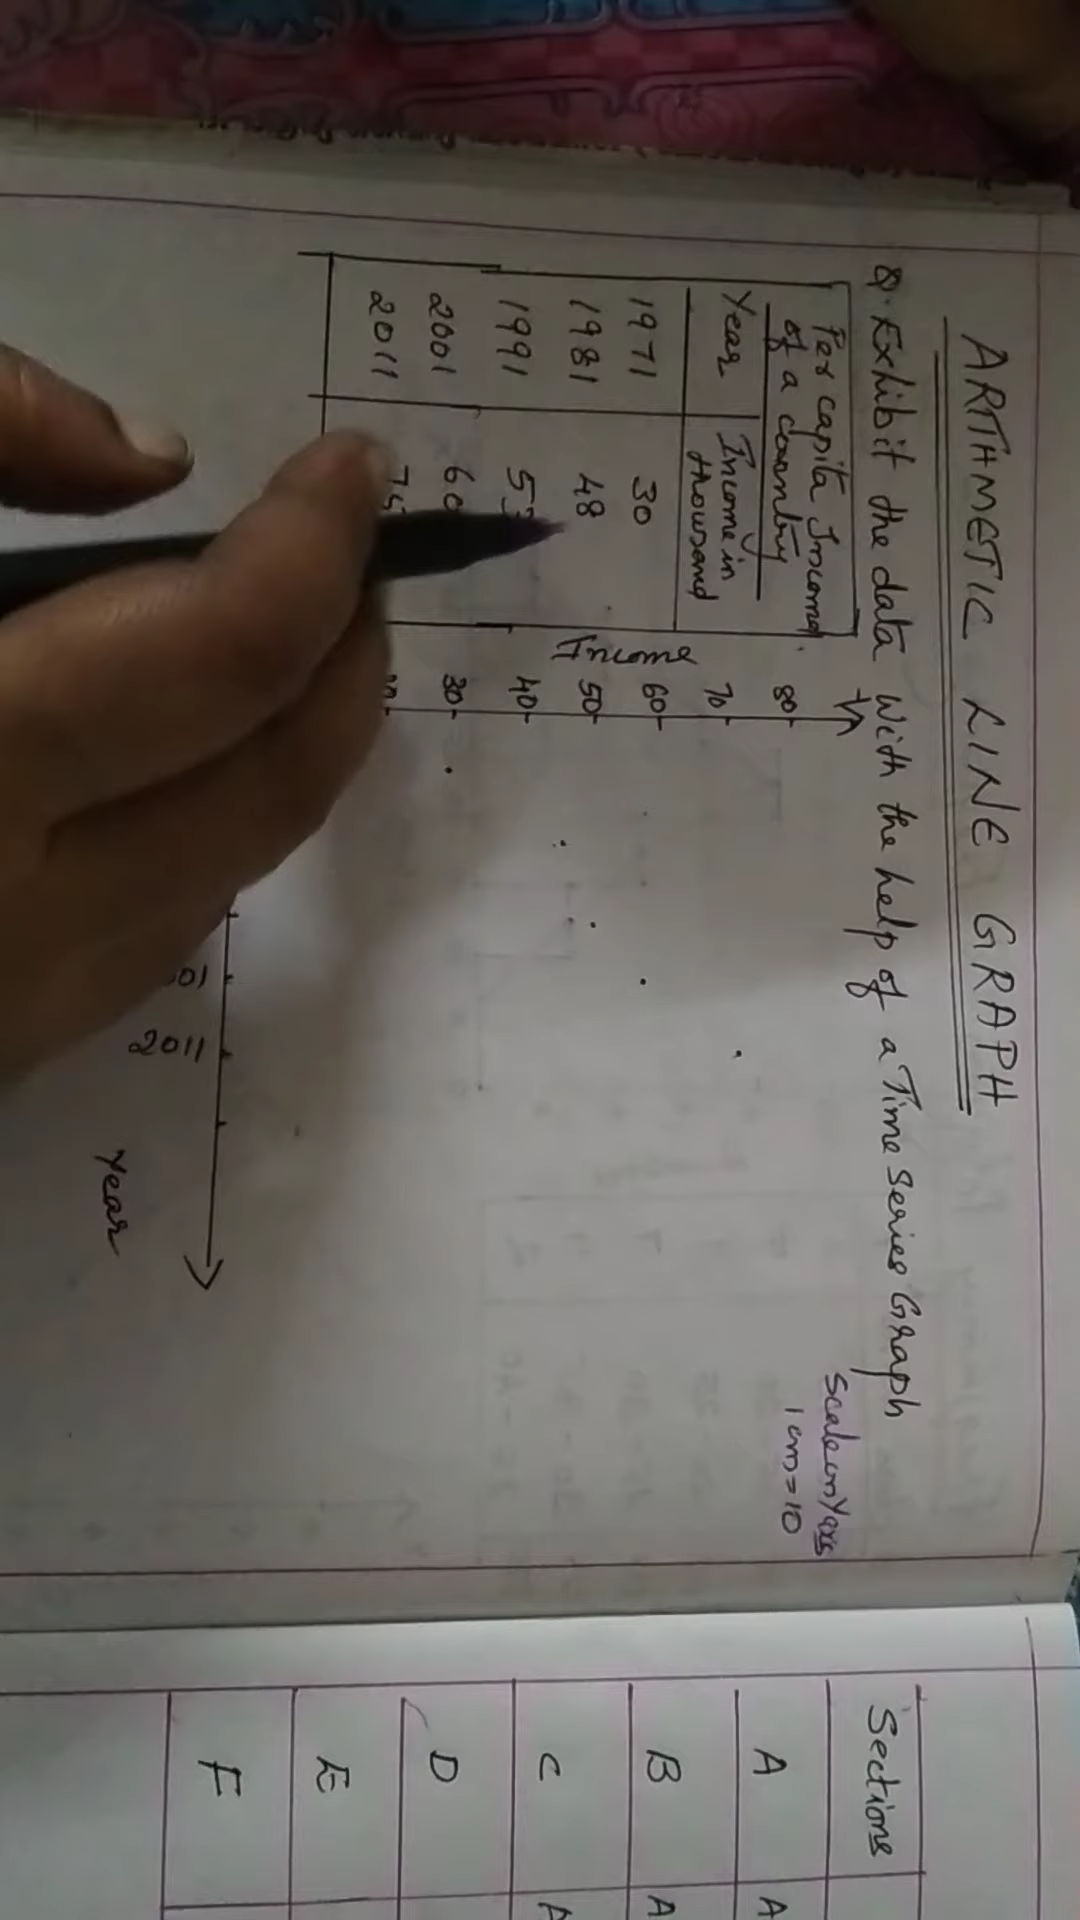 ARTHMETIC LINE GRAPH
Q. Exhibit the data With the help of a Time Series Graph
Scale on Y axis
1 cm = 10
Per capita Income
of a country
Year Income in
thousand
1971 30
1981 48
1991
2001 60
2011
Income
80
70
60
50
40
30
2011
Year
Sections
A A
B A
C A
D
E
F